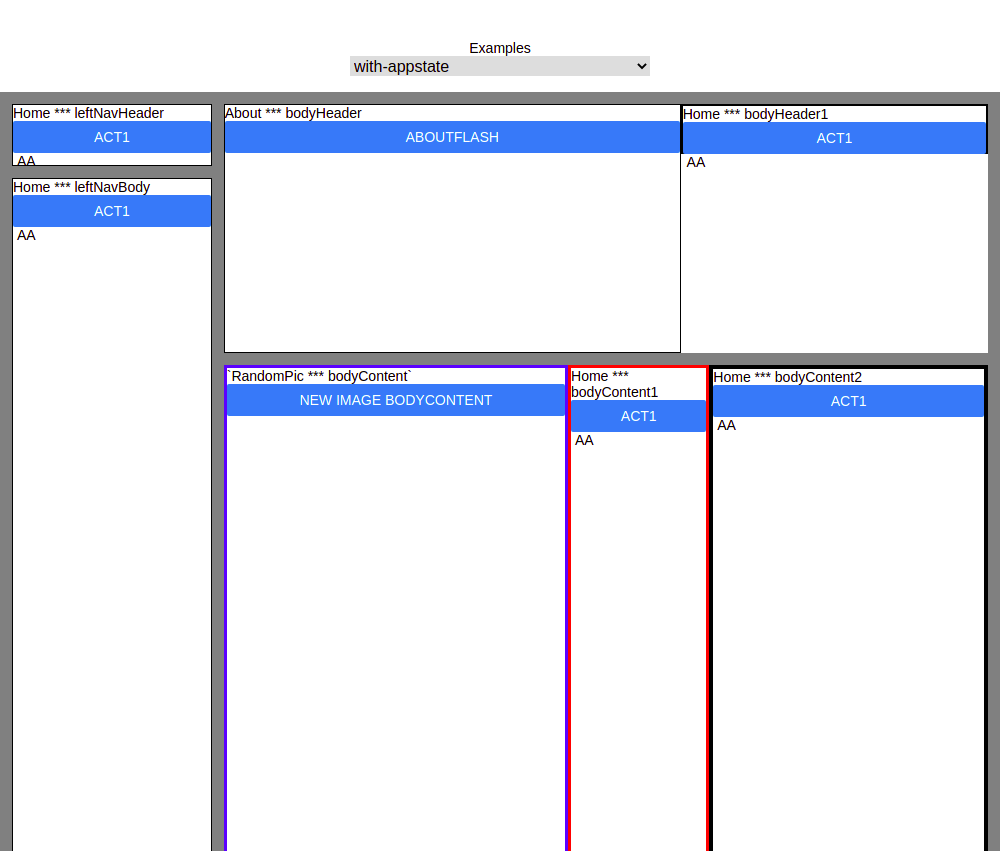 Examples
with-appstate
Home *** leftNavHeader
ACT1
AA
Home *** leftNavBody
ACT1
AA
About *** bodyHeader
ABOUTFLASH
Home *** bodyHeader1
ACT1
AA
`RandomPic *** bodyContent`
NEW IMAGE BODYCONTENT
Home ***
bodyContent1
ACT1
AA
Home *** bodyContent2
ACT1
AA